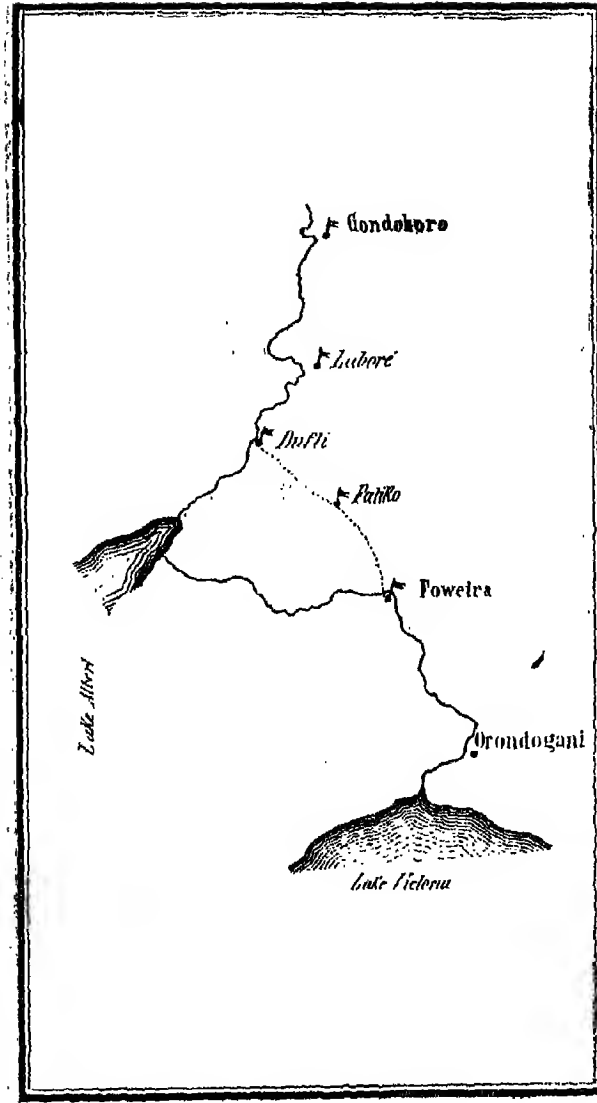 Gondokoro
Laboré
Dufli
Fatiko
Foweira
Lake Albert
Orondogani
Lake Victoria